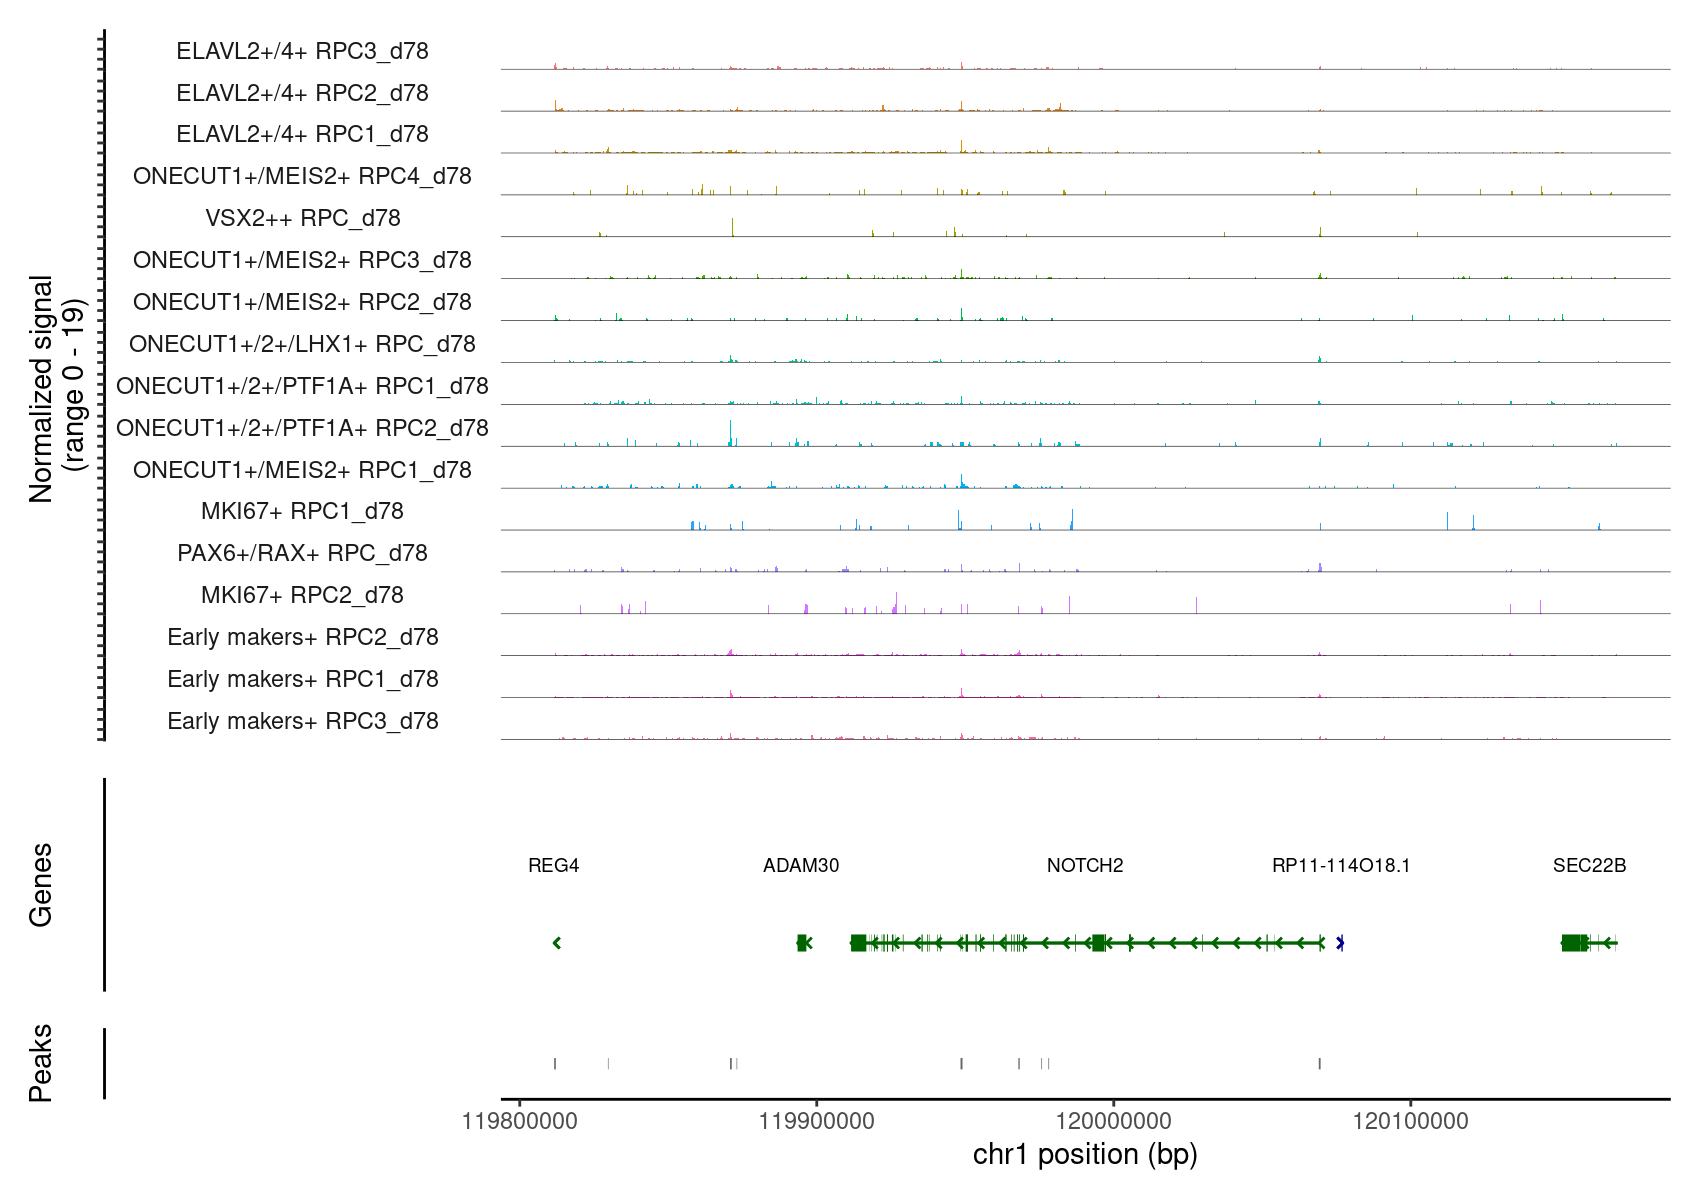 ELAVL2+/4+ RPC3_d78
ELAVL2+/4+ RPC2_d78
ELAVL2+/4+ RPC1_d78
ONECUT1+/MEIS2+ RPC4_d78
VSX2++ RPC_d78
ONECUT1+/MEIS2+ RPC3_d78
ONECUT1+/MEIS2+ RPC2_d78
ONECUT1+/2+/LHX1+ RPC_d78
ONECUT1+/2+/PTF1A+ RPC1_d78
ONECUT1+/2+/PTF1A+ RPC2_d78
ONECUT1+/MEIS2+ RPC1_d78
MKI67+ RPC1_d78
PAX6+/RAX+ RPC_d78
MKI67+ RPC2_d78
Early makers+ RPC2_d78
Early makers+ RPC1_d78
Early makers+ RPC3_d78
Normalized signal
(range 0 - 19)
Genes
REG4 ADAM30 NOTCH2 RP11-114O18.1 SEC22B
Peaks
119800000 119900000 120000000 120100000
chr1 position (bp)